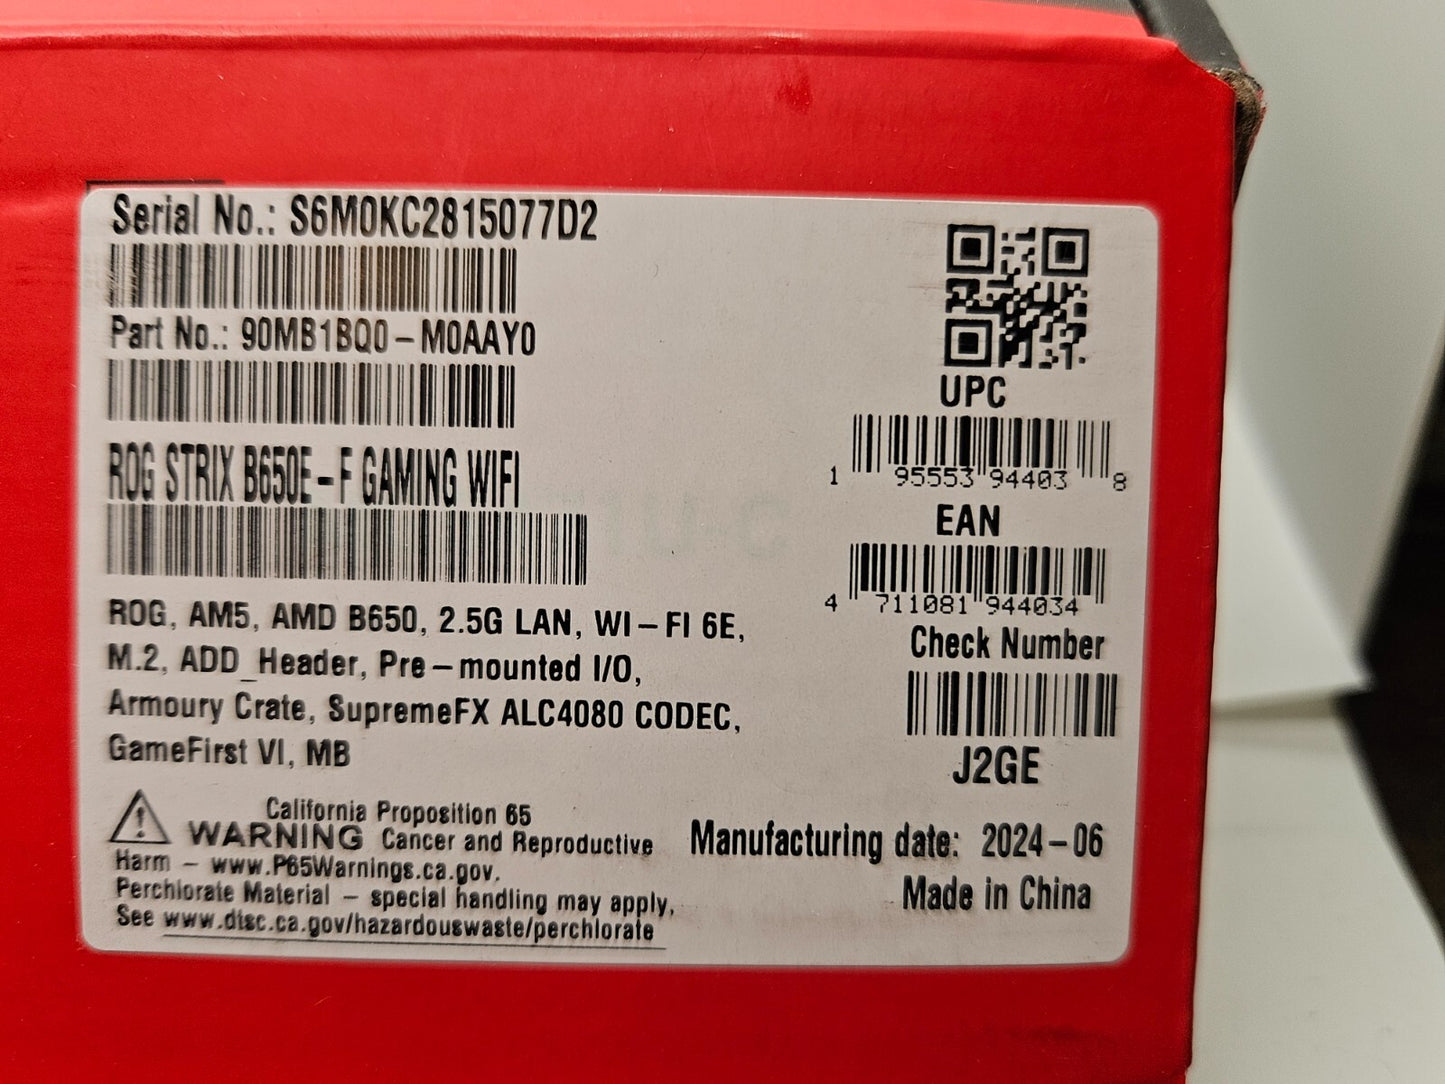 Serial No.: S6M0KC2815077D2
Part No.: 90MB1BQ0-M0AAY0
ROG STRIX B650E-F GAMING WIFI
ROG, AM5, AMD B650, 2.5G LAN, WI-FI 6E,
M.2, ADD_Header, Pre-mounted I/O,
Armoury Crate, SupremeFX ALC4080 CODEC,
GameFirst VI, MB
UPC
1 95553 94403 8
EAN
4 711081 944034
Check Number
J2GE
California Proposition 65
WARNING Cancer and Reproductive
Harm - www.P65Warnings.ca.gov.
Perchlorate Material - special handling may apply,
See www.dtsc.ca.gov/hazardouswaste/perchlorate
Manufacturing date: 2024-06
Made in China